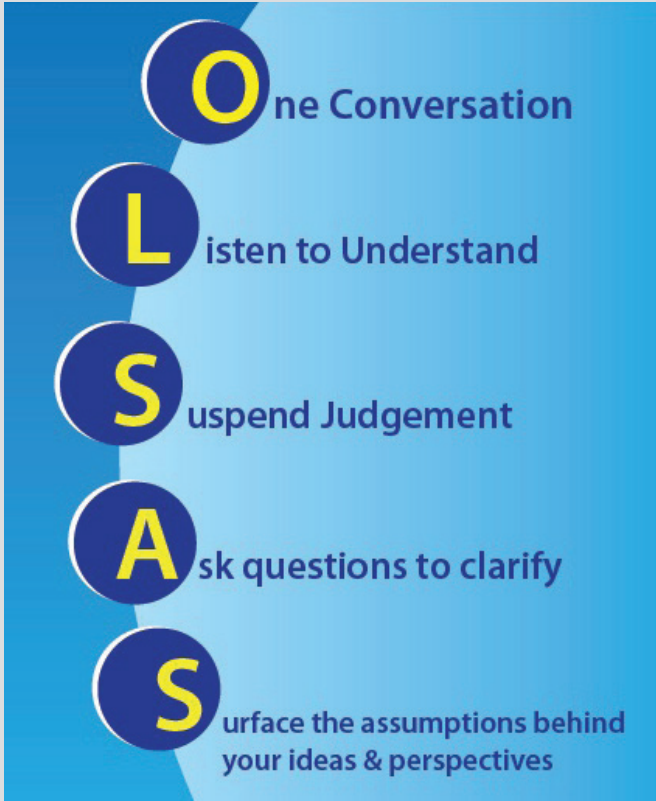 One Conversation
Listen to Understand
Suspend Judgement
Ask questions to clarify
Surface the assumptions behind
your ideas & perspectives